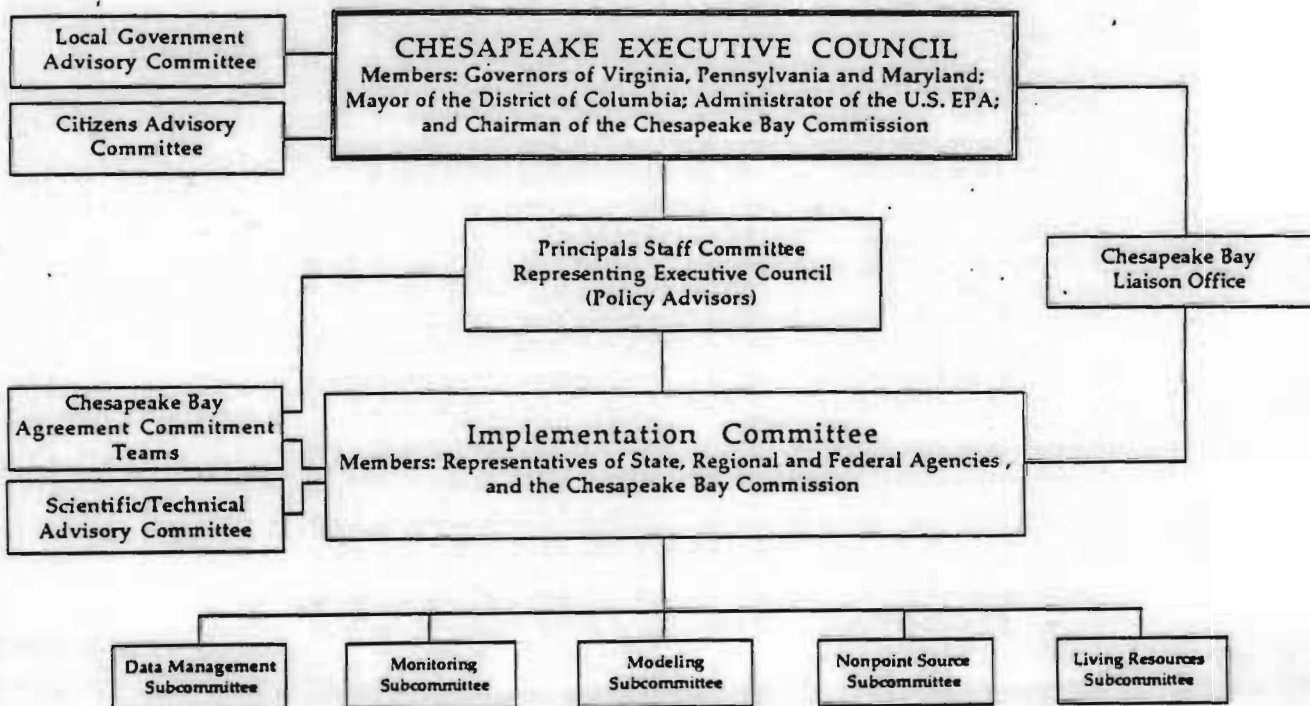 Local Government
Advisory Committee
Citizens Advisory
Committee
CHESAPEAKE EXECUTIVE COUNCIL
Members: Governors of Virginia, Pennsylvania and Maryland;
Mayor of the District of Columbia; Administrator of the U.S. EPA;
and Chairman of the Chesapeake Bay Commission
Principals Staff Committee
Representing Executive Council
(Policy Advisors)
Chesapeake Bay
Liaison Office
Chesapeake Bay
Agreement Commitment
Teams
Scientific/Technical
Advisory Committee
Implementation Committee
Members: Representatives of State, Regional and Federal Agencies ,
and the Chesapeake Bay Commission
Data Management
Subcommittee
Monitoring
Subcommittee
Modeling
Subcommittee
Nonpoint Source
Subcommittee
Living Resources
Subcommittee